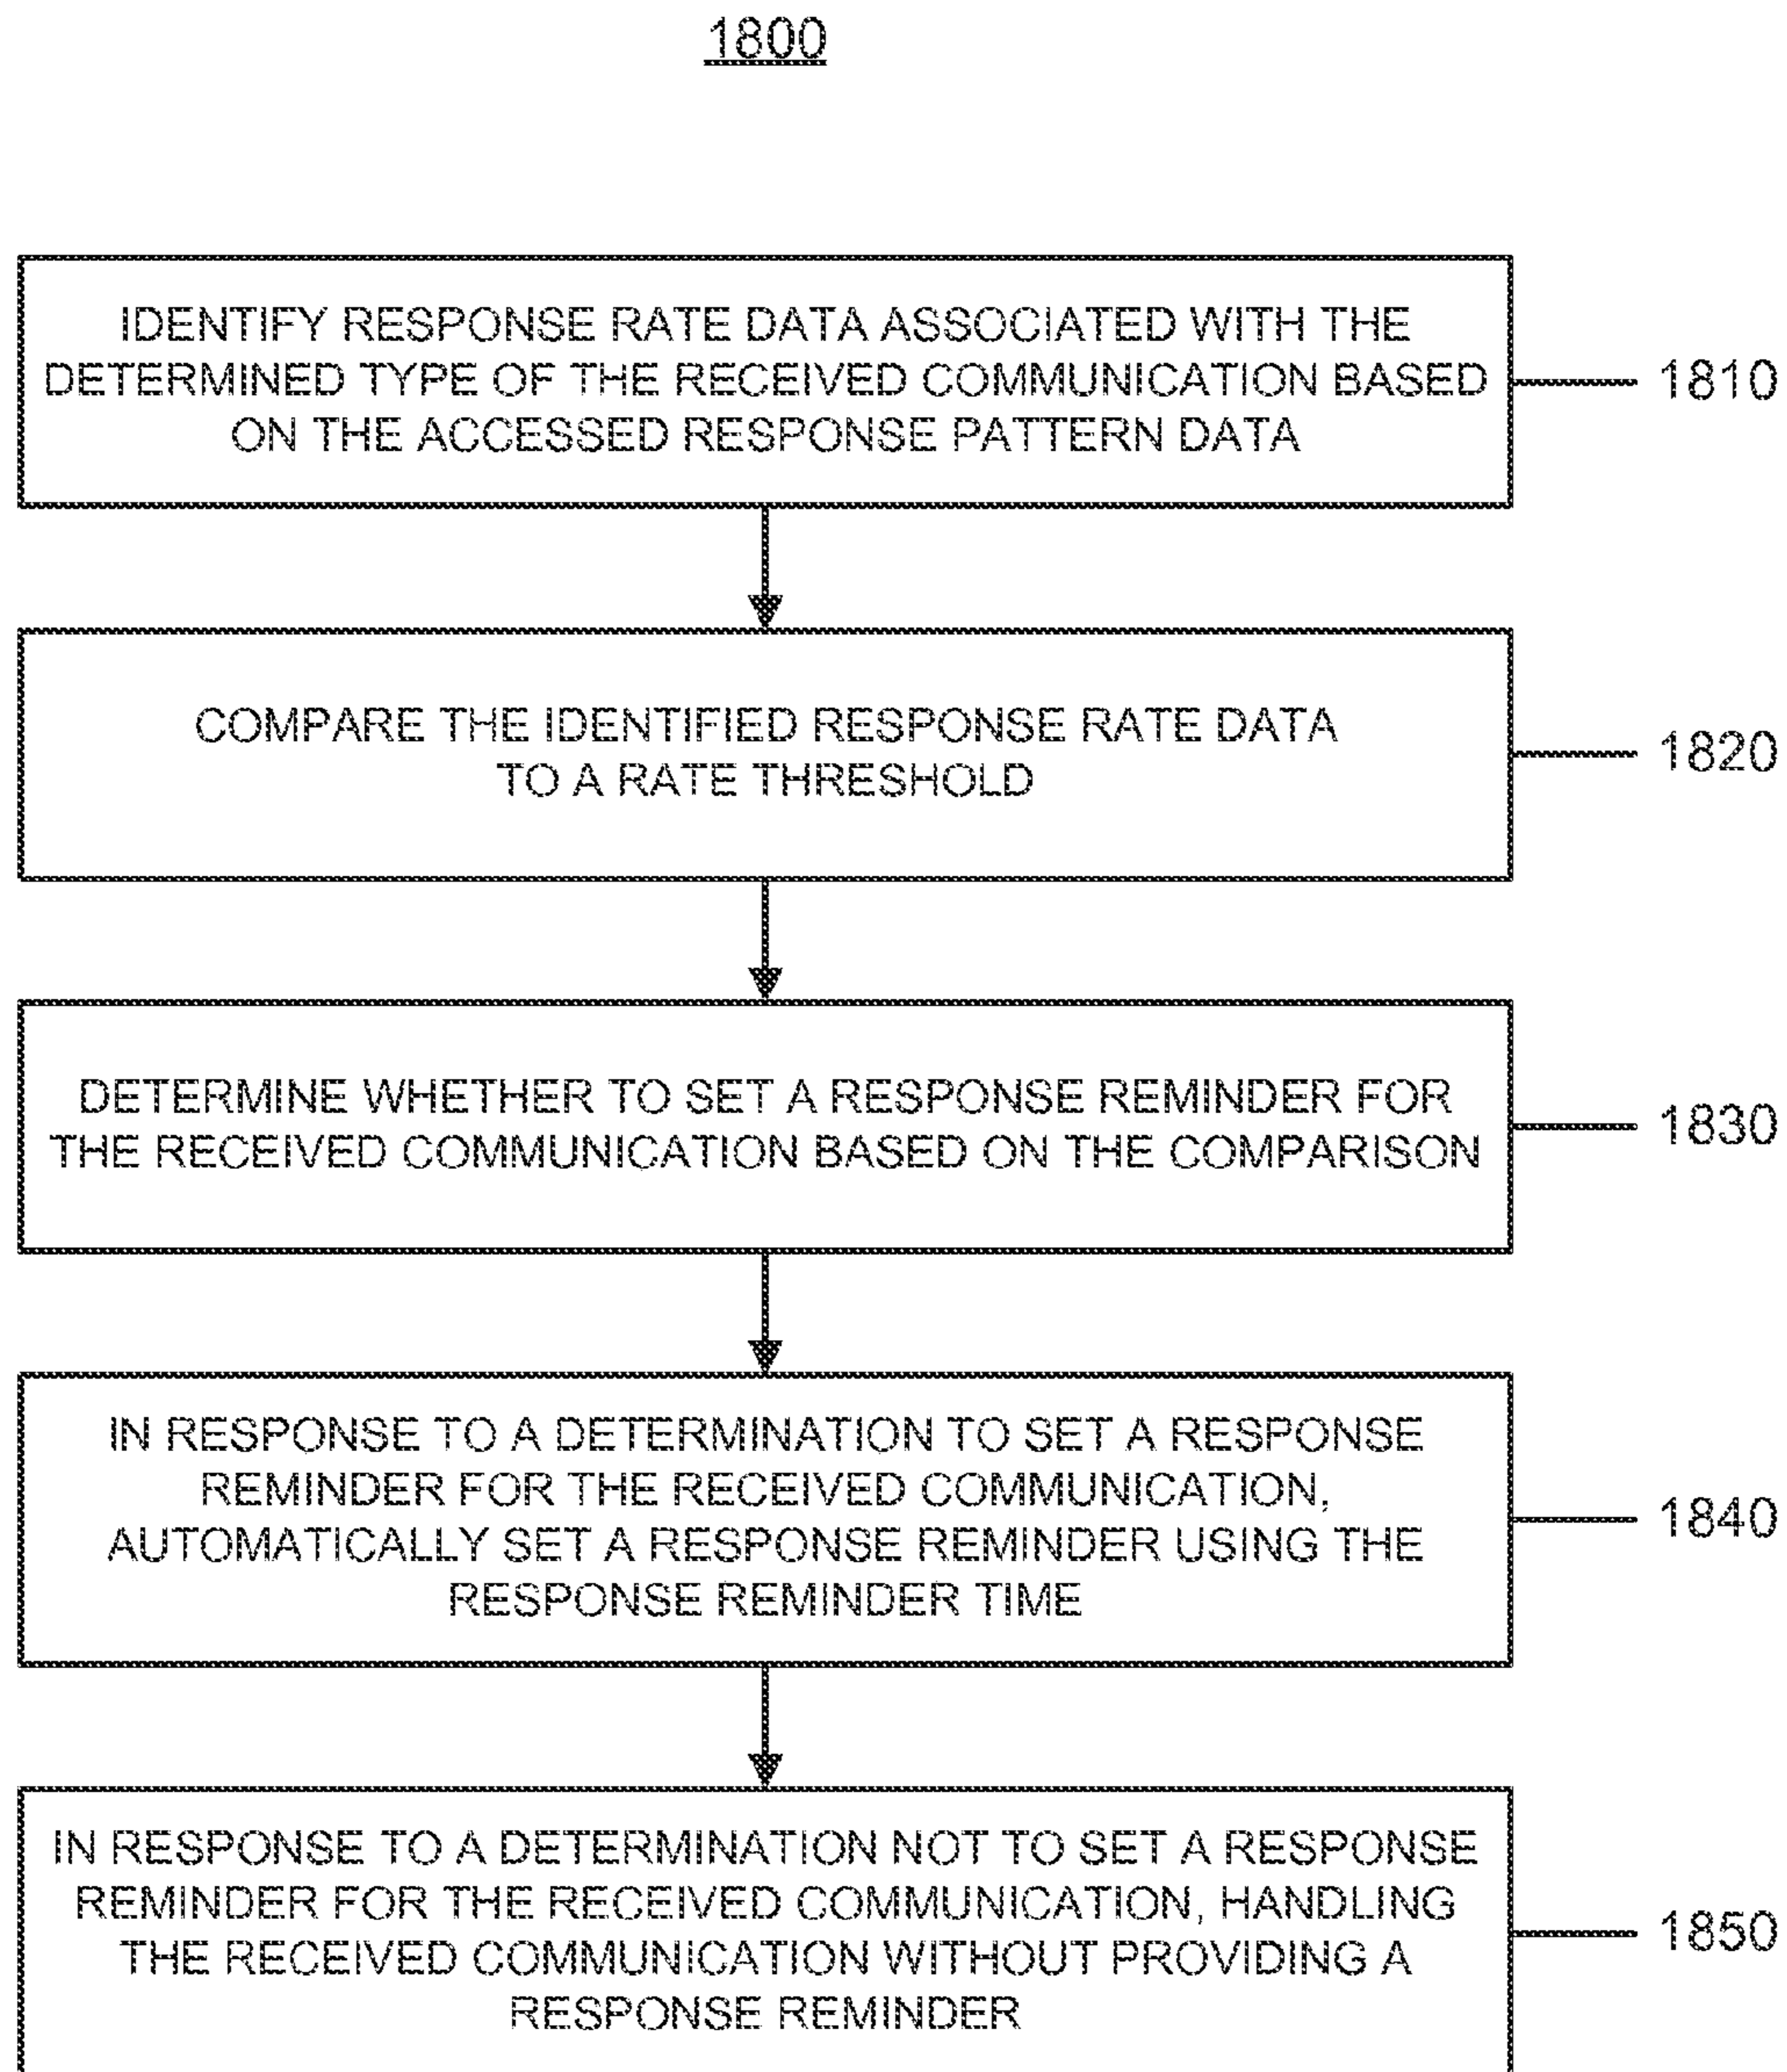 1800
IDENTIFY RESPONSE RATE DATA ASSOCIATED WITH THE
DETERMINED TYPE OF THE RECEIVED COMMUNICATION BASED
ON THE ACCESSED RESPONSE PATTERN DATA
1810
COMPARE THE IDENTIFIED RESPONSE RATE DATA
TO A RATE THRESHOLD
1820
DETERMINE WHETHER TO SET A RESPONSE REMINDER FOR
THE RECEIVED COMMUNICATION BASED ON THE COMPARISON
1830
IN RESPONSE TO A DETERMINATION TO SET A RESPONSE
REMINDER FOR THE RECEIVED COMMUNICATION,
AUTOMATICALLY SET A RESPONSE REMINDER USING THE
RESPONSE REMINDER TIME
1840
IN RESPONSE TO A DETERMINATION NOT TO SET A RESPONSE
REMINDER FOR THE RECEIVED COMMUNICATION, HANDLING
THE RECEIVED COMMUNICATION WITHOUT PROVIDING A
RESPONSE REMINDER
1850